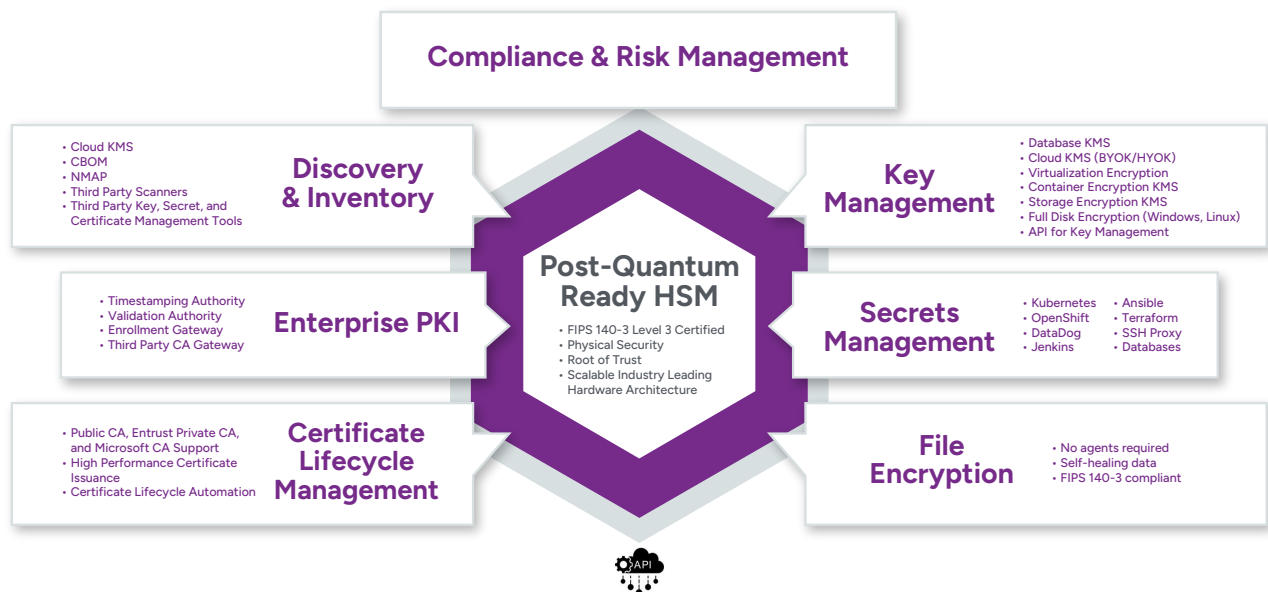 Compliance & Risk Management
• Cloud KMS
• CBOM
• NMAP
• Third Party Scanners
• Third Party Key, Secret, and
Certificate Management Tools
Discovery
& Inventory
Key
Management
• Database KMS
• Cloud KMS (BYOK/HYOK)
• Virtualization Encryption
• Container Encryption KMS
• Storage Encryption KMS
• Full Disk Encryption (Windows, Linux)
• API for Key Management
• Timestamping Authority
• Validation Authority
• Enrollment Gateway
• Third Party CA Gateway
Enterprise PKI
Post-Quantum
Ready HSM
• FIPS 140-3 Level 3 Certified
• Physical Security
• Root of Trust
• Scalable Industry Leading
Hardware Architecture
Secrets
Management
• Kubernetes
• OpenShift
• DataDog
• Jenkins
• Ansible
• Terraform
• SSH Proxy
• Databases
• Public CA, Entrust Private CA,
and Microsoft CA Support
• High Performance Certificate
Issuance
• Certificate Lifecycle Automation
Certificate
Lifecycle
Management
File
Encryption
• No agents required
• Self-healing data
• FIPS 140-3 compliant
API